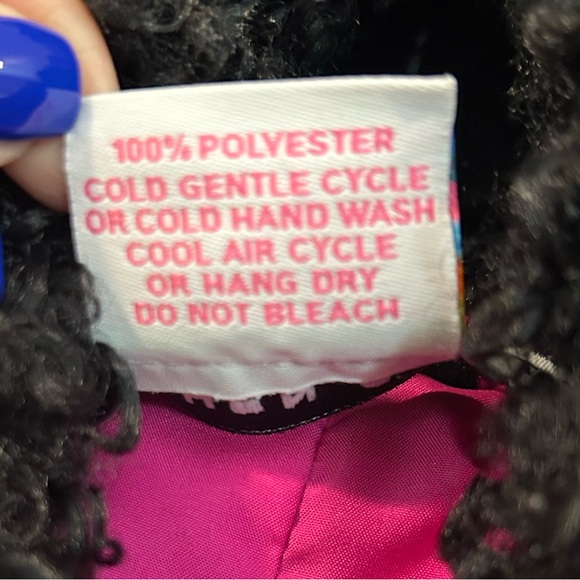 100% POLYESTER
COLD GENTLE CYCLE
OR COLD HAND WASH
COOL AIR CYCLE
OR HANG DRY
DO NOT BLEACH